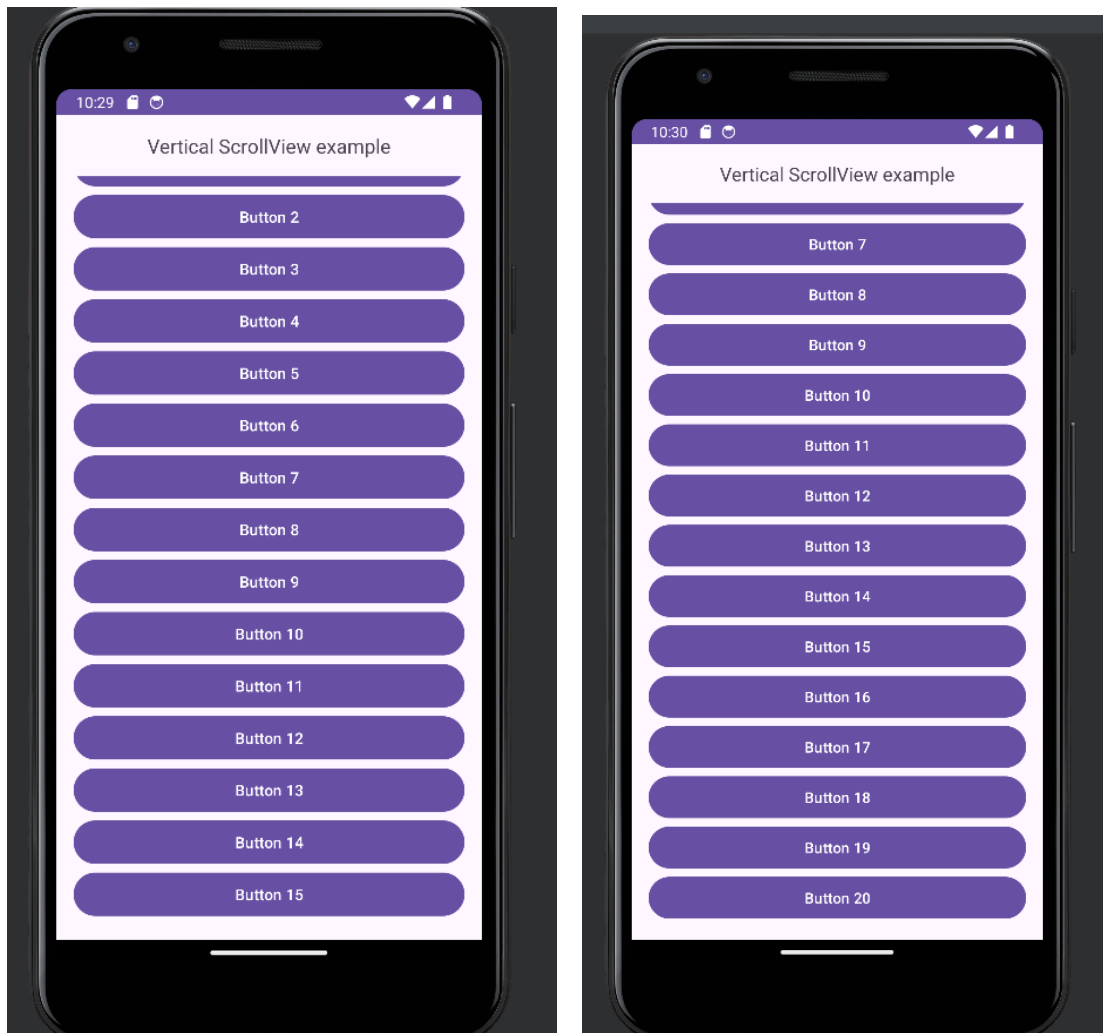 10:29
Vertical ScrollView example
Button 2
Button 3
Button 4
Button 5
Button 6
Button 7
Button 8
Button 9
Button 10
Button 11
Button 12
Button 13
Button 14
Button 15
10:30
Vertical ScrollView example
Button 7
Button 8
Button 9
Button 10
Button 11
Button 12
Button 13
Button 14
Button 15
Button 16
Button 17
Button 18
Button 19
Button 20